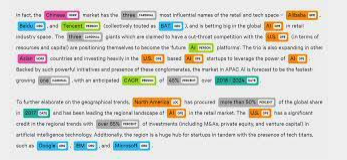 In fact, the Chinese NORP market has the three CARDINAL most influential names of the retail and tech space - Alibaba ORG ,
Baidu ORG , and Tencent PERSON (collectively touted as BAT ORG ), and is betting big in the global AI GPE in retail
industry space. The three CARDINAL giants which are claimed to have a cut-throat competition with the U.S. GPE (in terms of
resources and capital) are positioning themselves to become the 'future AI PERSON platforms'. The trio is also expanding in other
Asian NORP countries and investing heavily in the U.S. GPE based AI GPE startups to leverage the power of AI GPE .
Backed by such powerful initiatives and presence of these conglomerates, the market in APAC AI is forecast to be the fastest-
growing one CARDINAL , with an anticipated CAGR PERSON of 45% PERCENT over 2018 - 2024 DATE .
To further elaborate on the geographical trends, North America LOC has procured more than 50% PERCENT of the global share
in 2017 DATE and has been leading the regional landscape of AI GPE in the retail market. The U.S. GPE has a significant
credit in the regional trends with over 65% PERCENT of investments (including M&As, private equity, and venture capital) in
artificial intelligence technology. Additionally, the region is a huge hub for startups in tandem with the presence of tech titans,
such as Google ORG , IBM ORG , and Microsoft ORG .